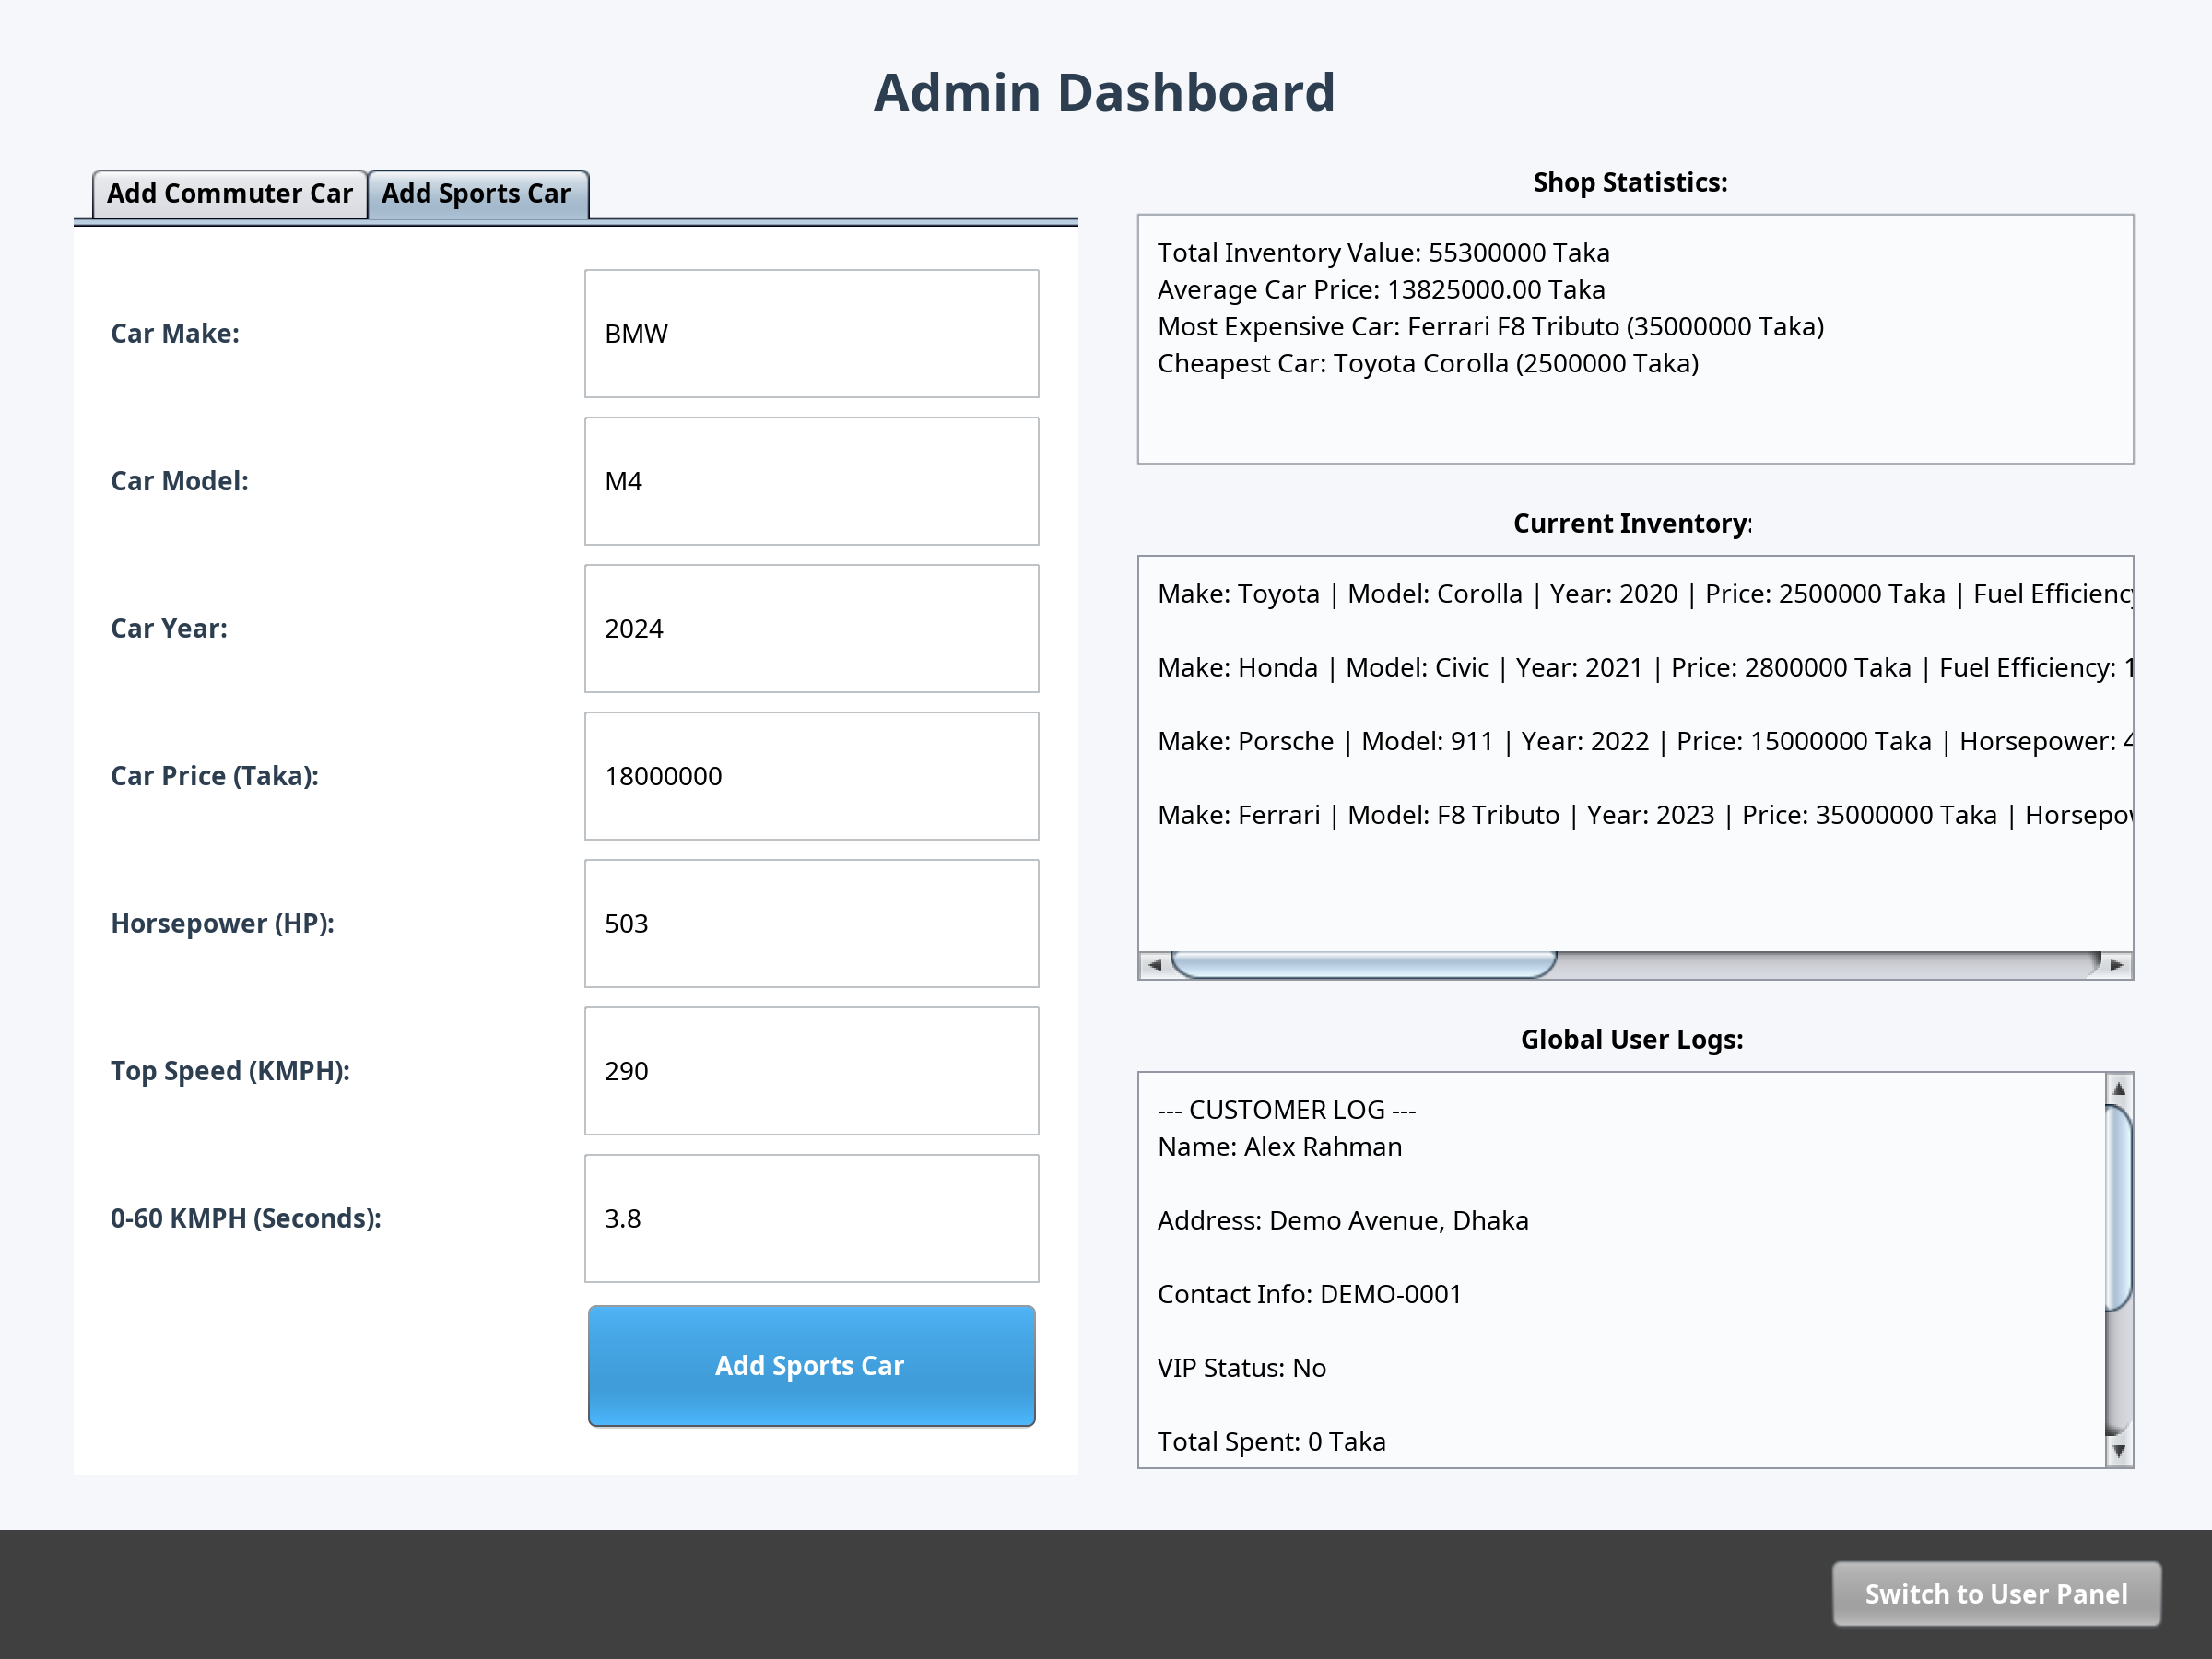 Admin Dashboard
Add Commuter Car
Add Sports Car
Car Make:
BMW
Car Model:
M4
Car Year:
2024
Car Price (Taka):
18000000
Horsepower (HP):
503
Top Speed (KMPH):
290
0-60 KMPH (Seconds):
3.8
Add Sports Car
Shop Statistics:
Total Inventory Value: 55300000 Taka
Average Car Price: 13825000.00 Taka
Most Expensive Car: Ferrari F8 Tributo (35000000 Taka)
Cheapest Car: Toyota Corolla (2500000 Taka)
Current Inventory:
Make: Toyota | Model: Corolla | Year: 2020 | Price: 2500000 Taka | Fuel Efficiency
Make: Honda | Model: Civic | Year: 2021 | Price: 2800000 Taka | Fuel Efficiency: 1
Make: Porsche | Model: 911 | Year: 2022 | Price: 15000000 Taka | Horsepower: 4
Make: Ferrari | Model: F8 Tributo | Year: 2023 | Price: 35000000 Taka | Horsepow
Global User Logs:
--- CUSTOMER LOG ---
Name: Alex Rahman
Address: Demo Avenue, Dhaka
Contact Info: DEMO-0001
VIP Status: No
Total Spent: 0 Taka
Switch to User Panel